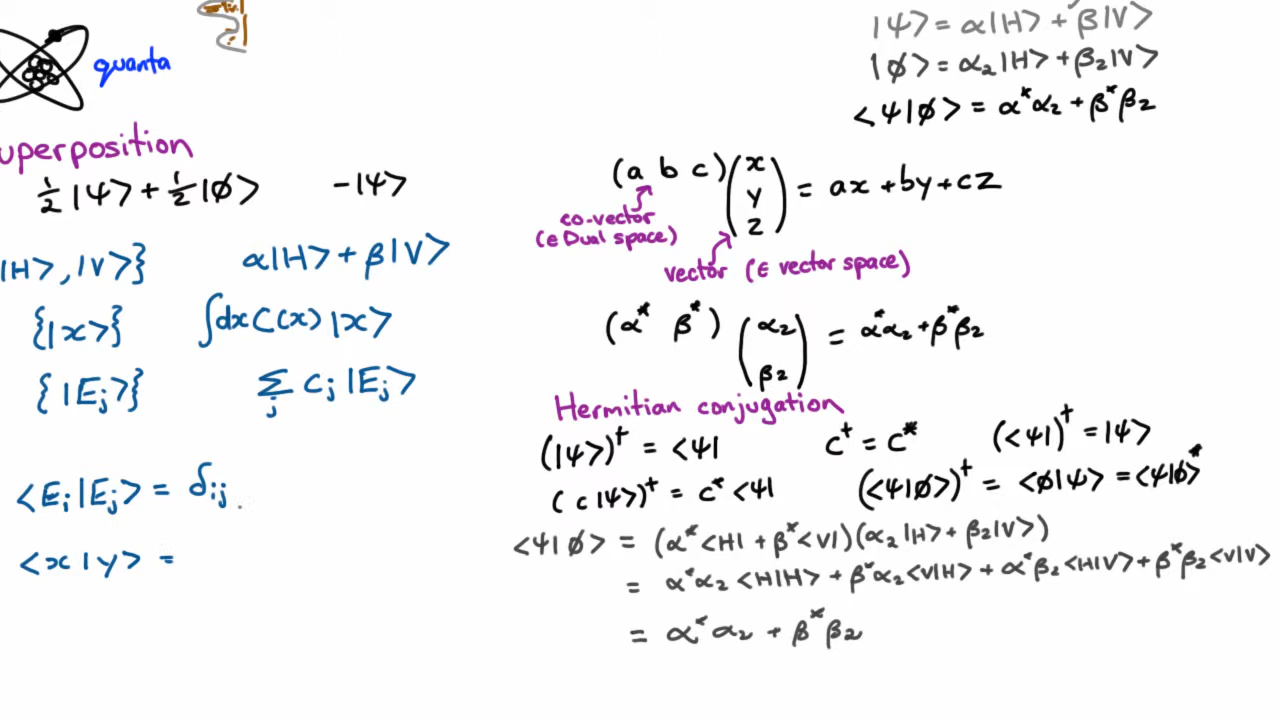 quanta
uperposition
½|ψ> + ½|ø>    -|ψ>
|H>, |V>}    α|H> + β|V>
{|x>}    ∫dx C(x) |x>
{|Eⱼ>}    Σⱼ Cⱼ |Eⱼ>
<Eᵢ|Eⱼ> = δᵢⱼ
<x|y> =
|ψ> = α|H> + β|V>
|ø> = α₂|H> + β₂|V>
<ψ|ø> = α*α₂ + β*β₂
(a b c)(x y z) = ax + by + cz
co-vector
(e Dual space)
vector (∈ vector space)
(α* β*) (α₂ β₂) = α*α₂ + β*β₂
Hermitian conjugation
(|ψ>)† = <ψ|    c† = c*    (<ψ|)† = |ψ>
(c|ψ>)† = c* <ψ|    (<ψ|ø>)† = <ø|ψ> = <ψ|ø>*
<ψ|ø> = (α*<H| + β*<V|)(α₂|H> + β₂|V>)
= α*α₂ <H|H> + β*α₂ <V|H> + α*β₂ <H|V> + β*β₂ <V|V>
= α*α₂ + β*β₂